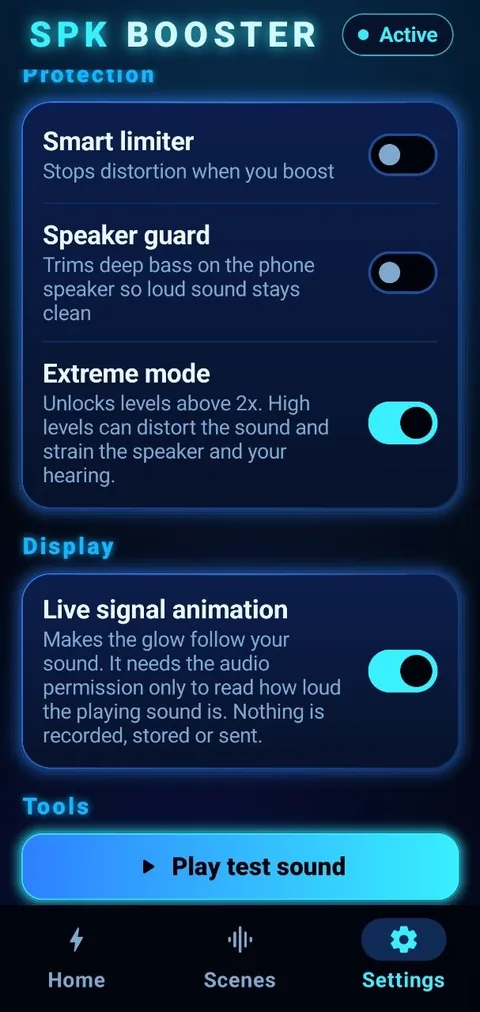 SPK BOOSTER
Active
Protection
Smart limiter
Stops distortion when you boost
Speaker guard
Trims deep bass on the phone
speaker so loud sound stays
clean
Extreme mode
Unlocks levels above 2x. High
levels can distort the sound and
strain the speaker and your
hearing.
Display
Live signal animation
Makes the glow follow your
sound. It needs the audio
permission only to read how loud
the playing sound is. Nothing is
recorded, stored or sent.
Tools
Play test sound
Home
Scenes
Settings